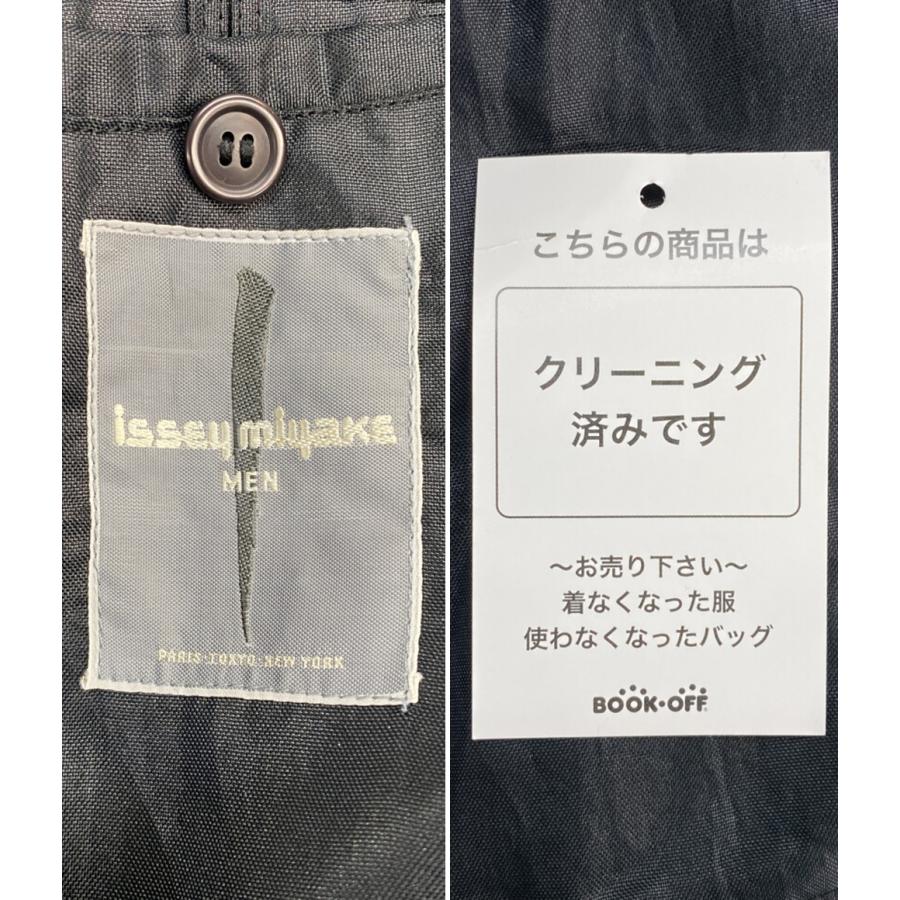 issey miyake
MEN
PARIS・TOKYO・NEW YORK
こちらの商品は
クリーニング
済みです
～お売り下さい～
着なくなった服
使わなくなったバッグ
BOOK・OFF